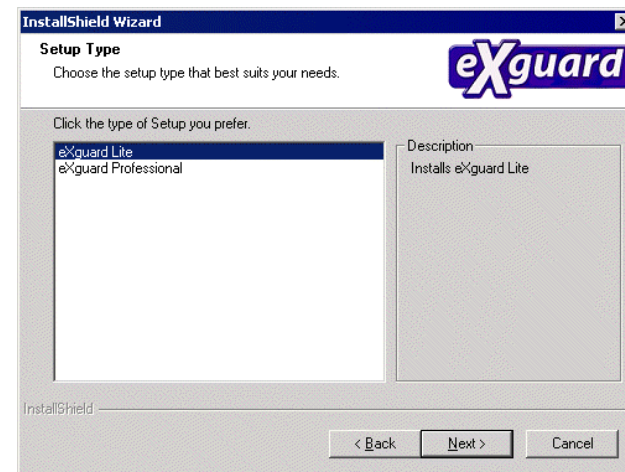 InstallShield Wizard
Setup Type
Choose the setup type that best suits your needs.
eXguard
Click the type of Setup you prefer.
eXguard Lite
eXguard Professional
Description
Installs eXguard Lite
InstallShield
< Back
Next >
Cancel